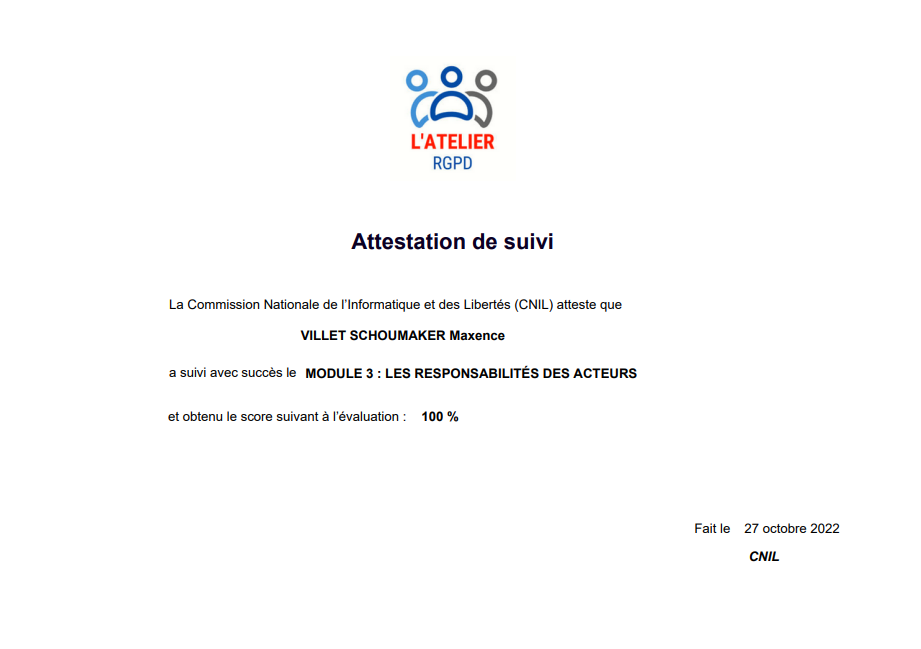 L'ATELIER
RGPD
Attestation de suivi
La Commission Nationale de l’Informatique et des Libertés (CNIL) atteste que
VILLET SCHOUMAKER Maxence
a suivi avec succès le MODULE 3 : LES RESPONSABILITÉS DES ACTEURS
et obtenu le score suivant à l’évaluation : 100 %
Fait le 27 octobre 2022
CNIL